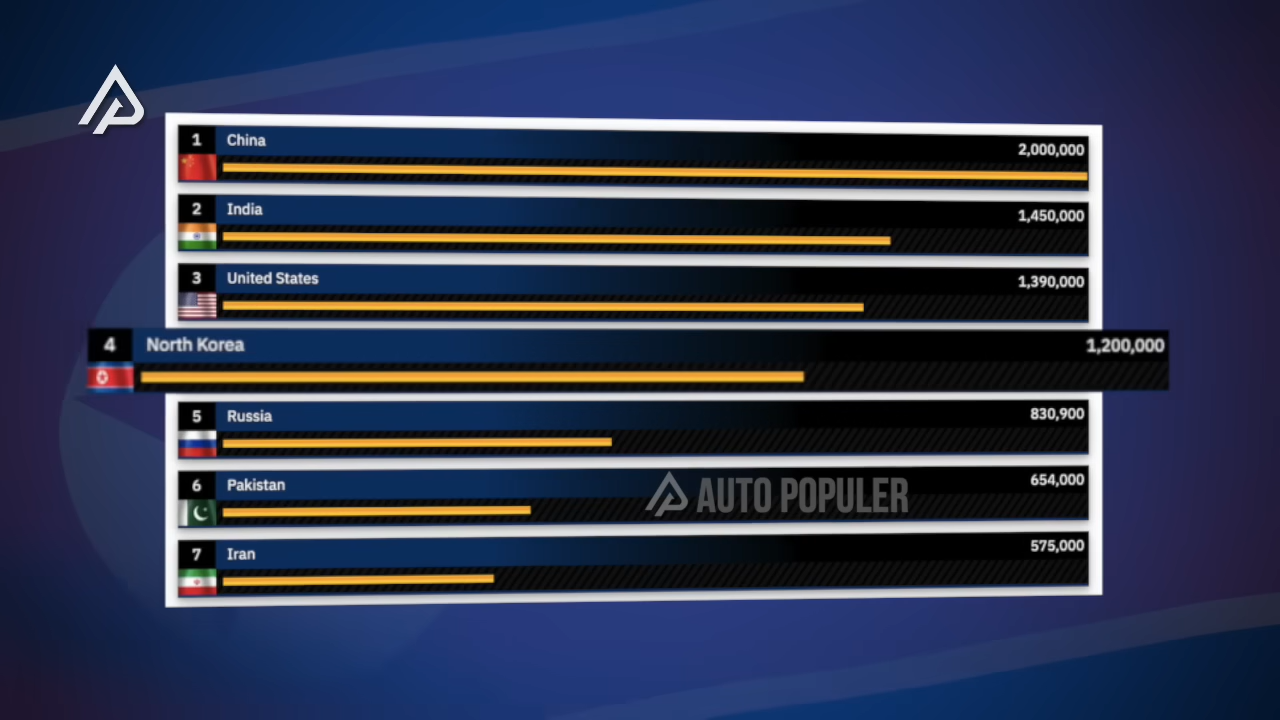 1 China 2,000,000
2 India 1,450,000
3 United States 1,390,000
4 North Korea 1,200,000
5 Russia 830,900
6 Pakistan 654,000
AUTO POPULER
7 Iran 575,000